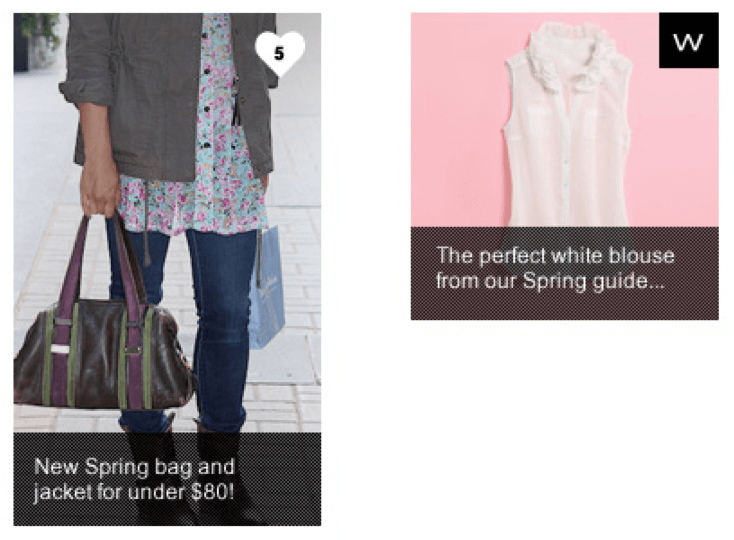 5
New Spring bag and
jacket for under $80!
W
The perfect white blouse
from our Spring guide...